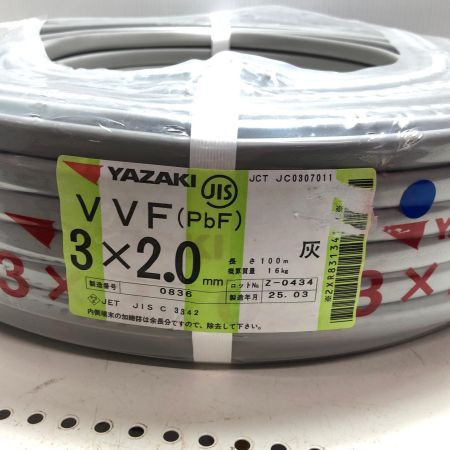 YAZAKI JIS JCT JC0307011
VVF(PbF)
3×2.0mm
灰
長さ100m
概算質量 16kg
製造番号 0836
ロットNo. Z-0434
製造年月 25.03
JET JIS C 3342
内側端末の加締部は余長分ですので、除去して下さい。
※2XR83134
3×
Y
3×